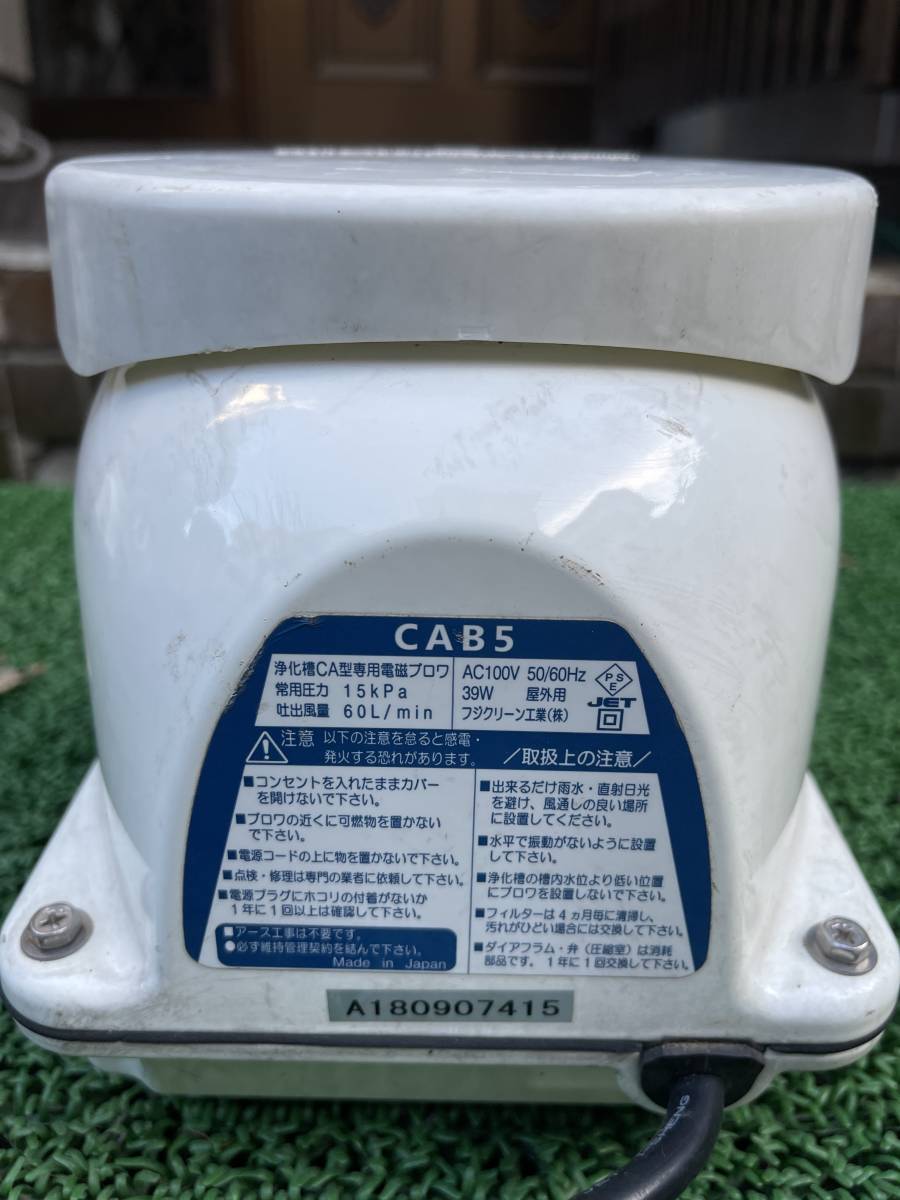 CAB5
浄化槽CA型専用電磁ブロワ
常用圧力 15kPa
吐出風量 60L/min
AC100V 50/60Hz
39W 屋外用
フジクリーン工業(株)
PSE
JET
注意 以下の注意を怠ると感電・
発火する恐れがあります。
■コンセントを入れたままカバー
を開けないで下さい。
■ブロワの近くに可燃物を置かない
で下さい。
■電源コードの上に物を置かないで下さい。
■点検・修理は専門の業者に依頼して下さい。
■電源プラグにホコリの付着がないか
1年に1回以上は確認して下さい。
■アース工事は不要です。
●必ず維持管理契約を結んで下さい。
Made in Japan
/取扱上の注意/
■出来るだけ雨水・直射日光
を避け、風通しの良い場所
に設置してください。
■水平で振動がないように設置
して下さい。
■浄化槽の槽内水位より低い位置
にブロワを設置しないで下さい。
■フィルターは4ヵ月毎に清掃し、
汚れがひどい場合には交換して下さい。
■ダイアフラム・弁(圧縮室)は消耗
部品です。1年に1回交換して下さい。
A180907415